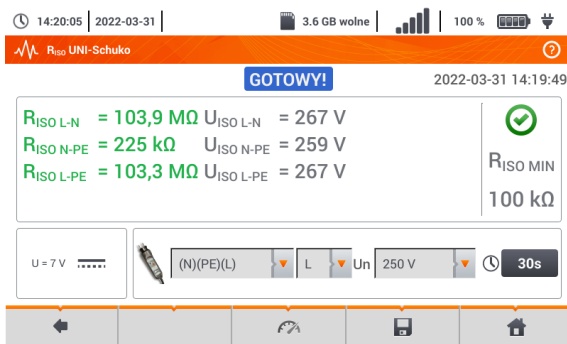 14:20:05 2022-03-31 3.6 GB wolne 100 %
RISO UNI-Schuko ?
GOTOWY! 2022-03-31 14:19:49
RISO L-N = 103,9 MΩ UISO L-N = 267 V
RISO N-PE = 225 kΩ UISO N-PE = 259 V
RISO L-PE = 103,3 MΩ UISO L-PE = 267 V
RISO MIN
100 kΩ
U = 7 V (N)(PE)(L) L Un 250 V 30s